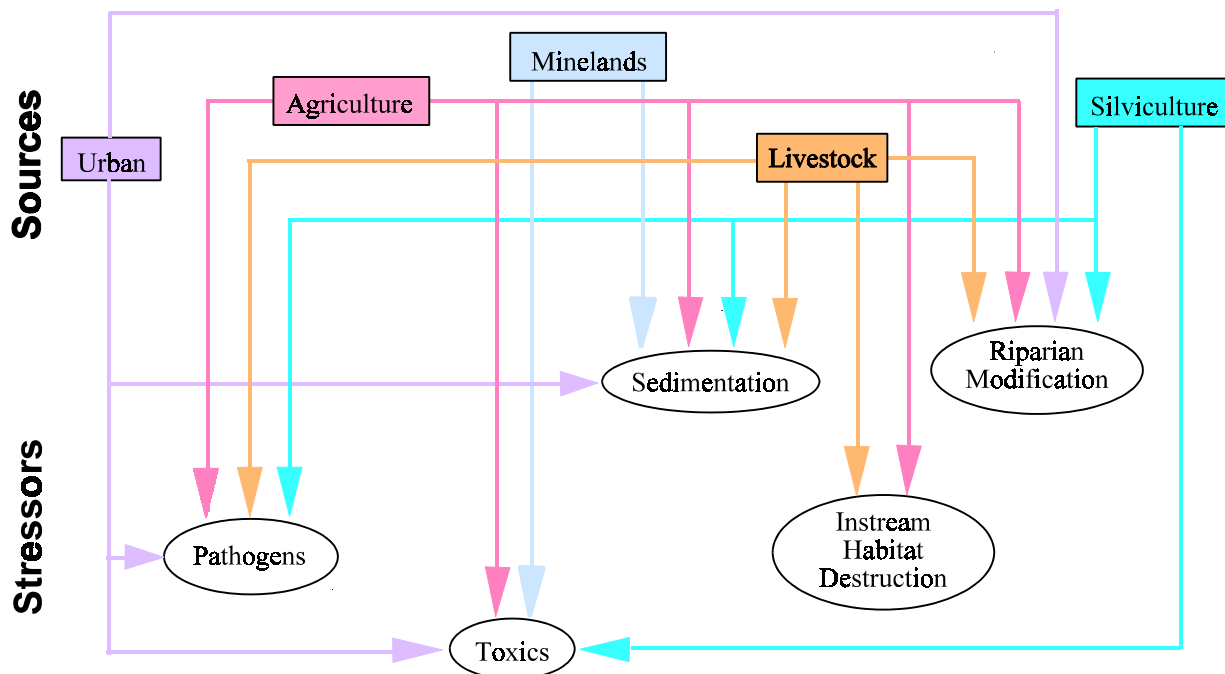 Sources
Minelands
Agriculture
Silviculture
Urban
Livestock
Riparian
Modification
Sedimentation
Stressors
Instream
Habitat
Destruction
Pathogens
Toxics